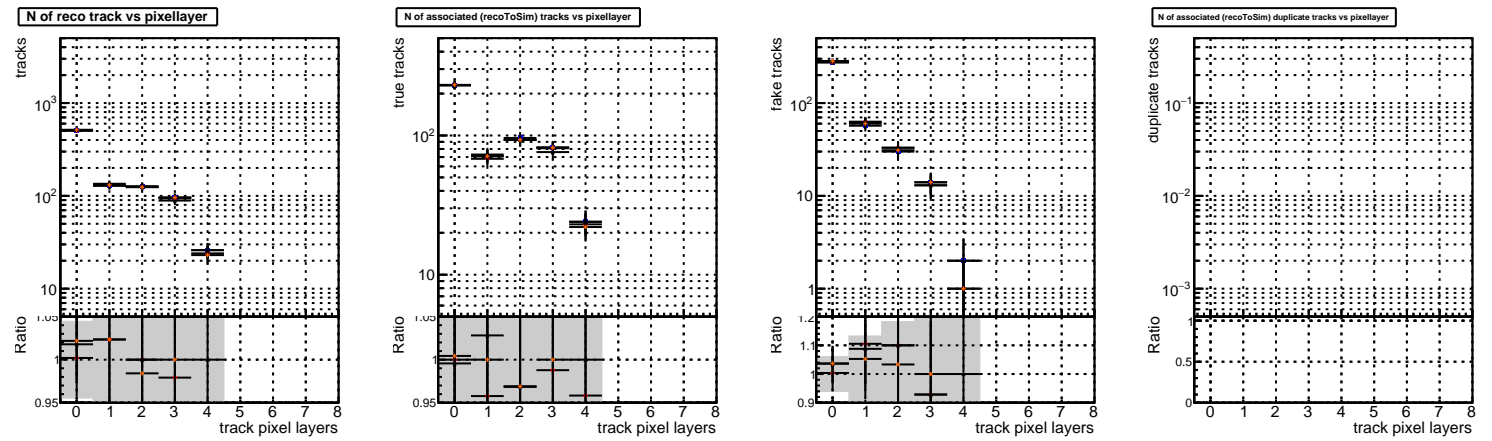 N of reco track vs pixellayer
tracks
10³
10²
10
1.05
Ratio
1
0.95
0 1 2 3 4 5 6 7 8
track pixel layers
N of associated (recoToSim) tracks vs pixellayer
true tracks
10²
10
1.05
Ratio
1
0.95
0 1 2 3 4 5 6 7 8
track pixel layers
fake tracks
10²
10
1
1.2
Ratio
1.1
1
0.9
0 1 2 3 4 5 6 7 8
track pixel layers
N of associated (recoToSim) duplicate tracks vs pixellayer
duplicate tracks
10⁻¹
10⁻²
10⁻³
1
Ratio
0.5
0
0 1 2 3 4 5 6 7 8
track pixel layers